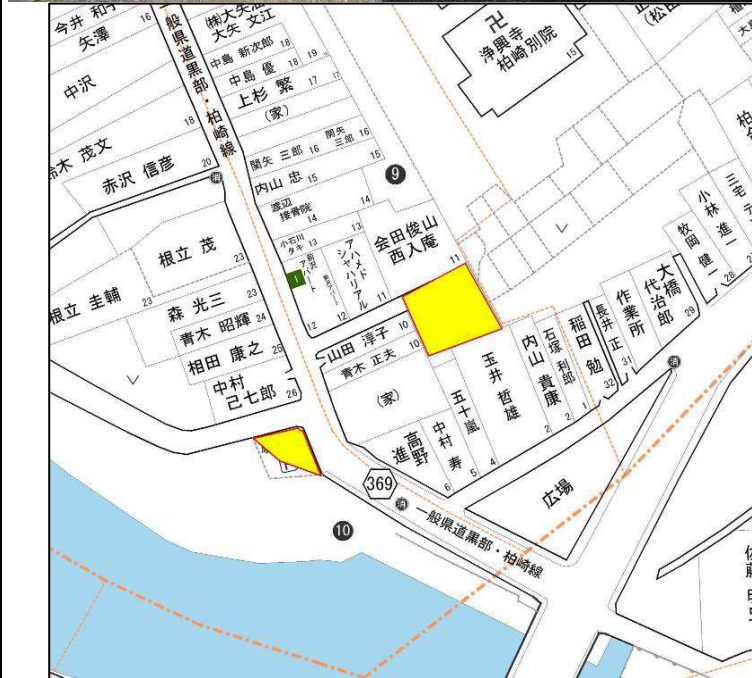 今井 和
16
矢澤
中沢
18
木 茂文
赤沢 信彦
20
一般県道黒部・柏崎線
大矢 文江
中島 新次郎 18
19
中島 優 18
上杉 繁 17
(家)
関矢 三郎 16
関矢 三郎 16
15
内山 忠 15
渡辺
接骨院
14
14
小石川
タキ 13
13
アパート
12
アハメド
シャハリアル
12
11
会田俊山
西入庵
11
9
卍
浄興寺
柏崎別院
15
(松田
根立 茂
23
根立 圭輔
23
森 光三 23
青木 昭輝 24
相田 康之 25
中村
己七郎 26
山田 淳子 10
青木 正夫 10
(家)
高野
進
6
中村 寿
5
五十嵐
4
玉井 哲雄
内山 貴康
2
石塚 利郎
2
稲田 勉
1
32
長井 正
31
作業所
大橋
代治郎
29
牧岡 健一
28
小林 進一
三宅
広場
369
一般県道黒部・柏崎線
10